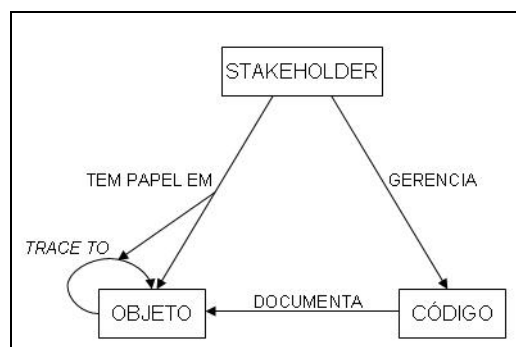 STAKEHOLDER
TEM PAPEL EM
GERENCIA
TRACE TO
DOCUMENTA
OBJETO
CÓDIGO